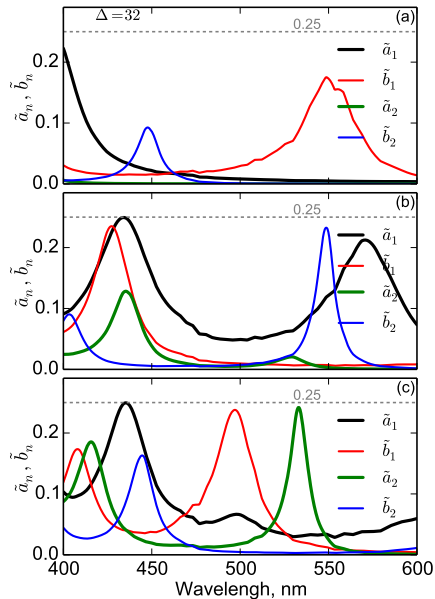 Δ=32
(a)
0.25
ã₁
b̃₁
ã₂
b̃₂
ãₙ, b̃ₙ
0.2
0.1
0.0
(b)
0.25
ã₁
b̃₁
ã₂
b̃₂
ãₙ, b̃ₙ
0.2
0.1
0.0
(c)
0.25
ã₁
b̃₁
ã₂
b̃₂
ãₙ, b̃ₙ
0.2
0.1
0.0
400 450 500 550 600
Wavelengh, nm